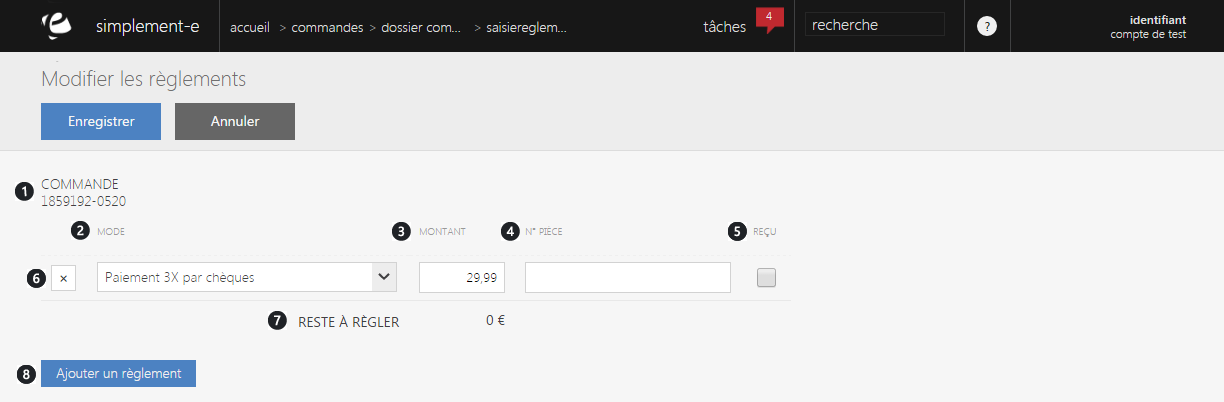 simplement-e
accueil > commandes > dossier com... > saisiereglem...
tâches
4
recherche
?
identifiant
compte de test
Modifier les règlements
Enregistrer
Annuler
1 COMMANDE
1859192-0520
2 MODE 3 MONTANT 4 N° PIÈCE 5 REÇU
6 × Paiement 3X par chèques 29,99
7 RESTE À RÈGLER 0 €
8 Ajouter un règlement